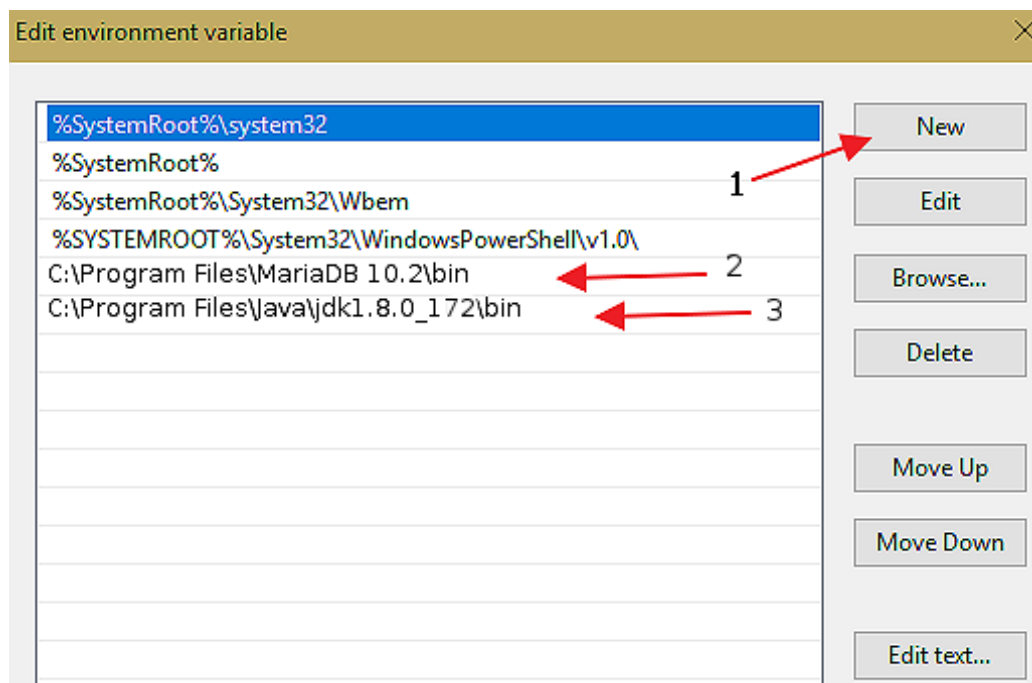 Edit environment variable
%SystemRoot%\system32
New
%SystemRoot%
1
%SystemRoot%\System32\Wbem
Edit
%SYSTEMROOT%\System32\WindowsPowerShell\v1.0\
C:\Program Files\MariaDB 10.2\bin
2
Browse...
C:\Program Files\Java\jdk1.8.0_172\bin
3
Delete
Move Up
Move Down
Edit text...